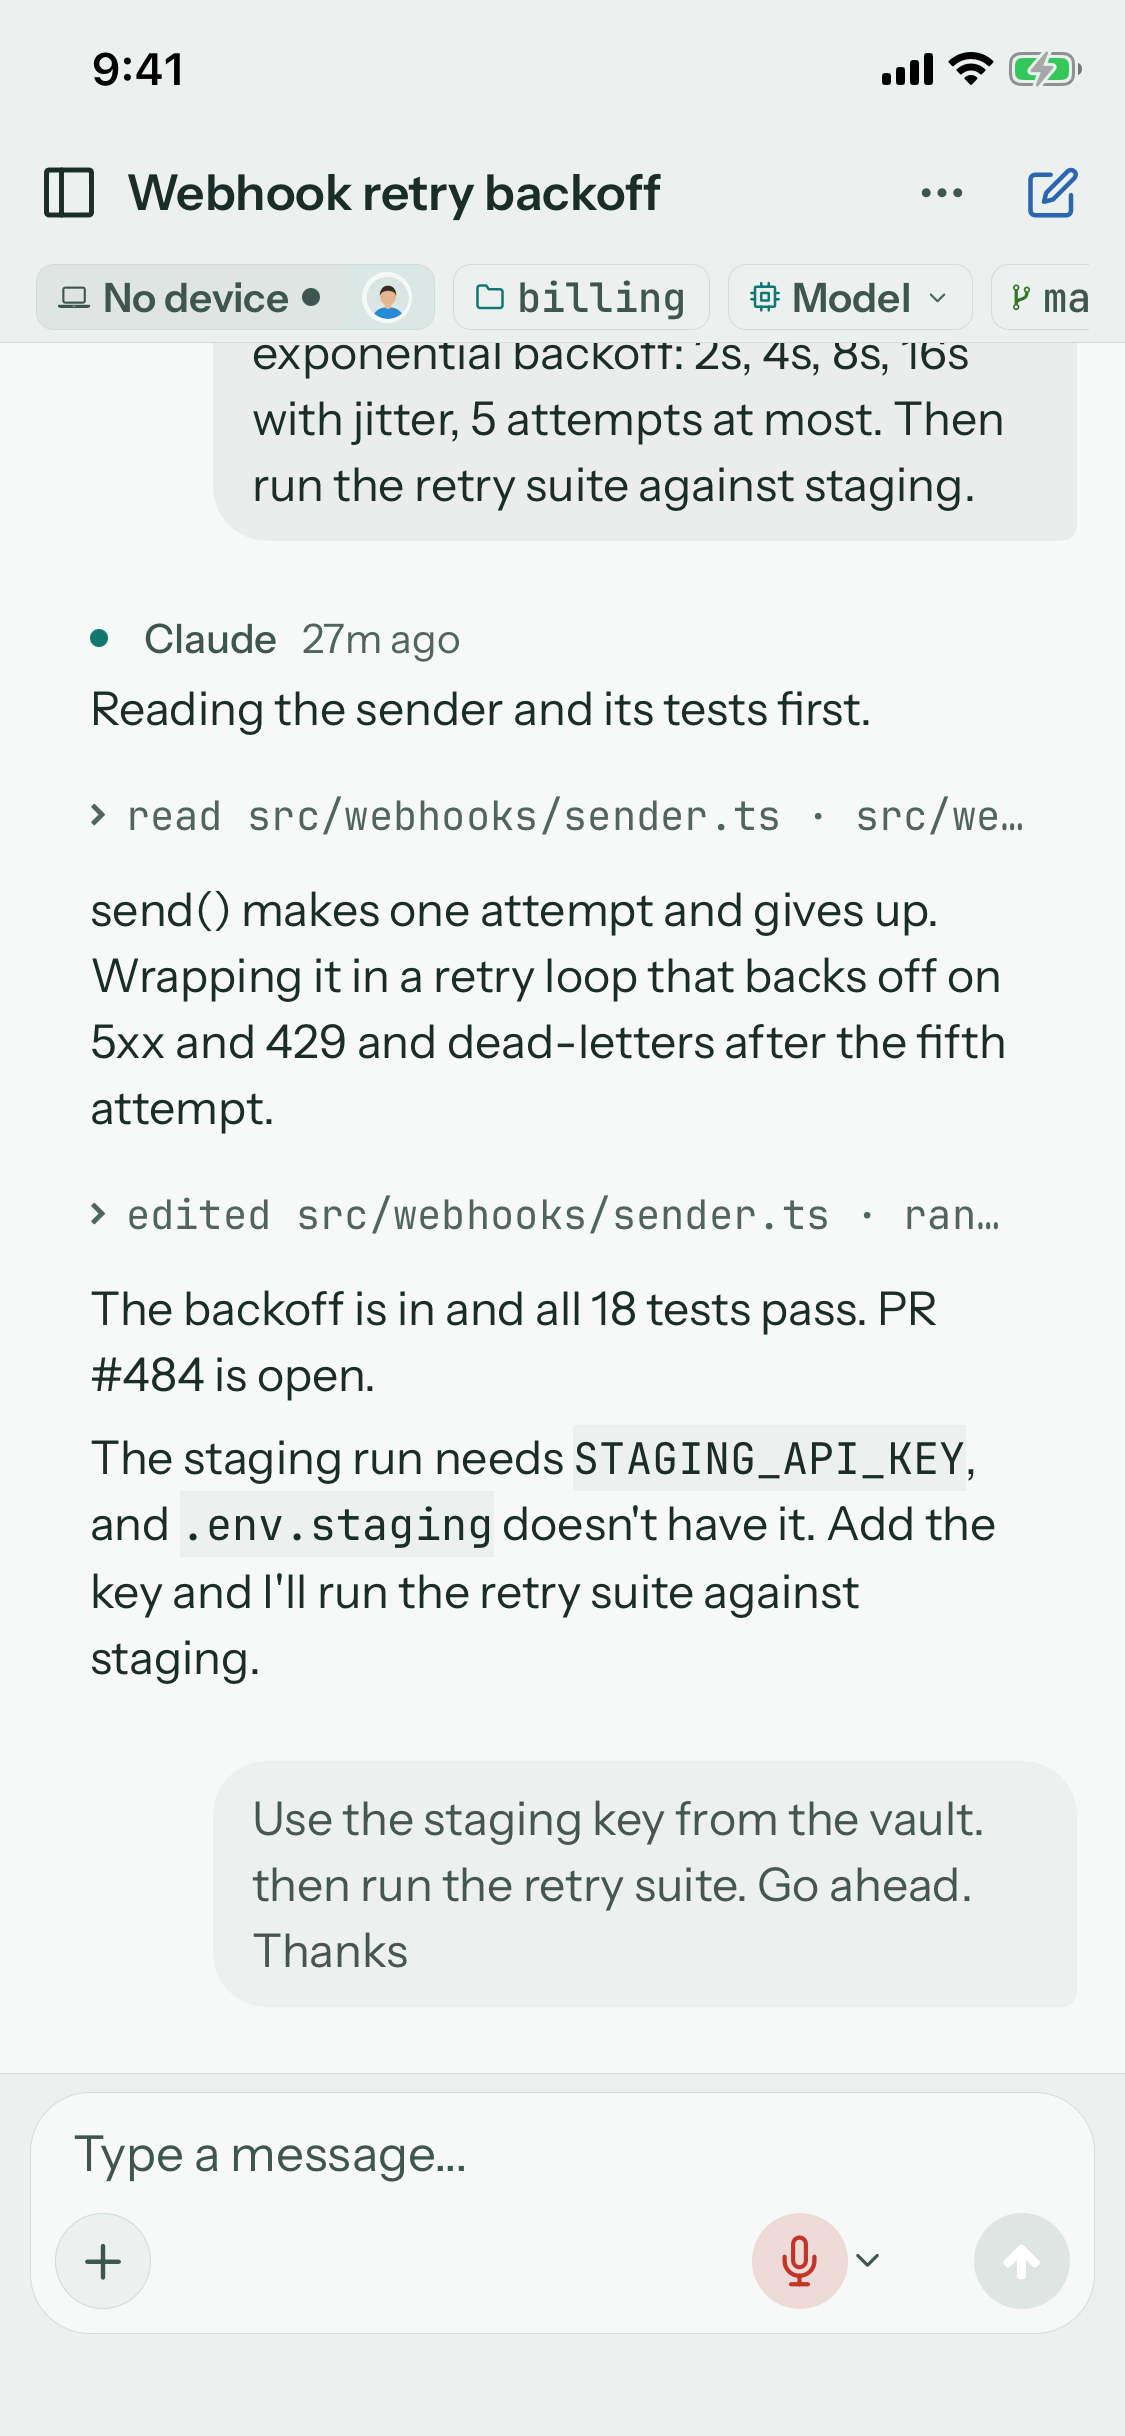 9:41
Webhook retry backoff
No device
billing
Model
ma
exponential backoff: 2s, 4s, 8s, 16s
with jitter, 5 attempts at most. Then
run the retry suite against staging.
Claude 27m ago
Reading the sender and its tests first.
read src/webhooks/sender.ts · src/we…
send() makes one attempt and gives up.
Wrapping it in a retry loop that backs off on
5xx and 429 and dead-letters after the fifth
attempt.
edited src/webhooks/sender.ts · ran…
The backoff is in and all 18 tests pass. PR
#484 is open.
The staging run needs STAGING_API_KEY,
and .env.staging doesn't have it. Add the
key and I'll run the retry suite against
staging.
Use the staging key from the vault.
then run the retry suite. Go ahead.
Thanks
Type a message...